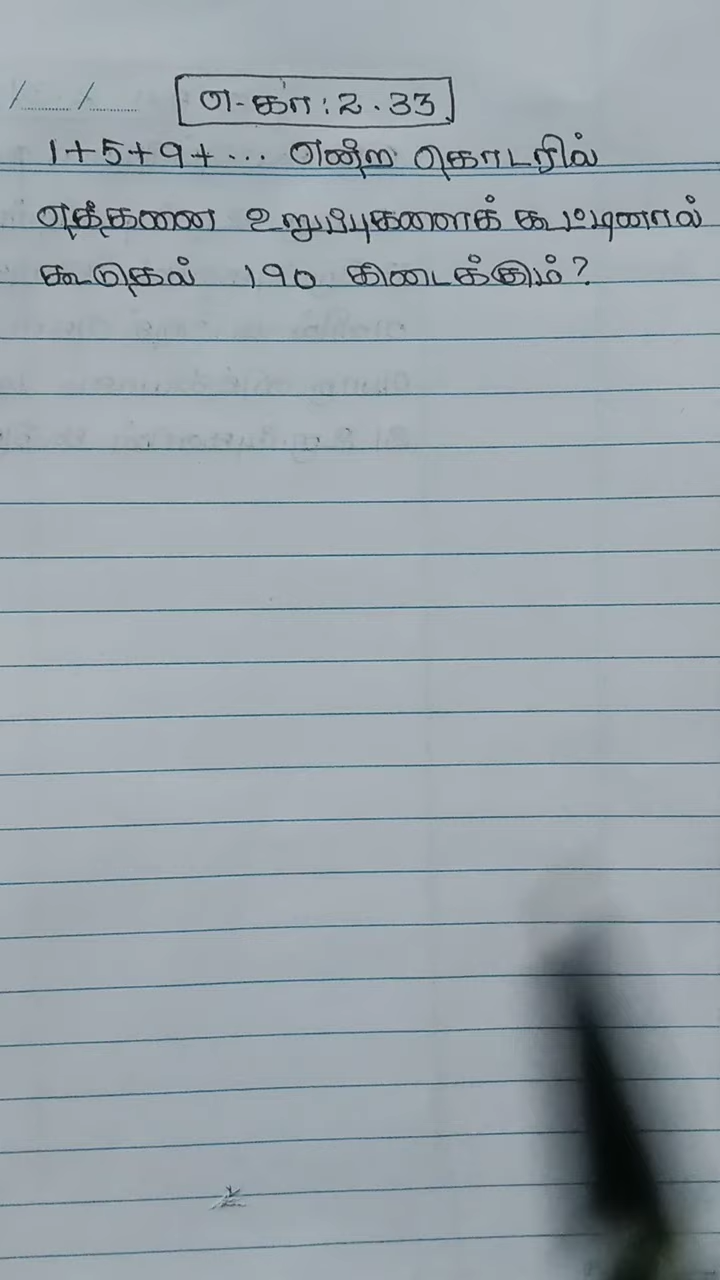 எ.கா : 2.33
1+5+9+... என்ற தொடரில்
எத்தனை உறுப்புகளைக் கூட்டினால்
கூடுதல் 190 கிடைக்கும்?